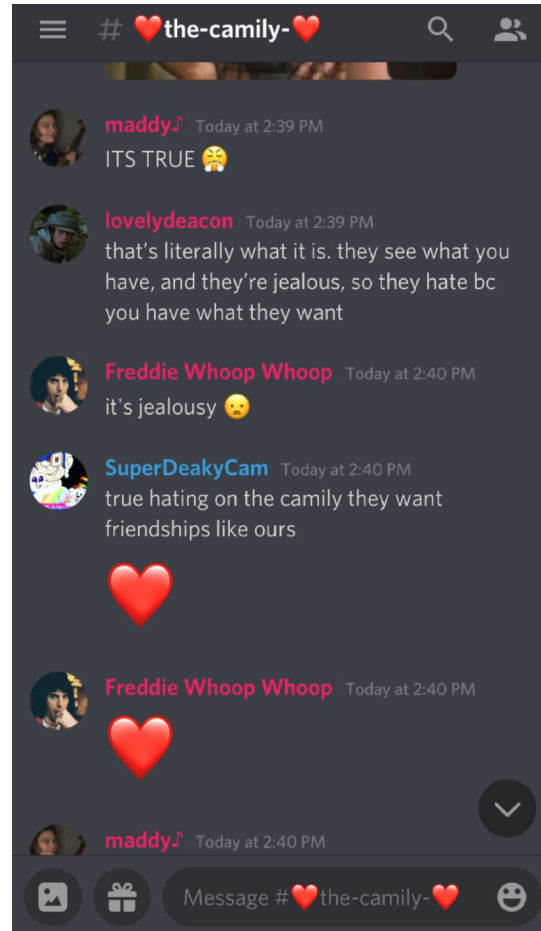 # ❤️the-camily-❤️
maddy♪ Today at 2:39 PM
ITS TRUE 😤
lovelydeacon Today at 2:39 PM
that’s literally what it is. they see what you
have, and they’re jealous, so they hate bc
you have what they want
Freddie Whoop Whoop Today at 2:40 PM
it's jealousy 😦
SuperDeakyCam Today at 2:40 PM
true hating on the camily they want
friendships like ours
❤️
Freddie Whoop Whoop Today at 2:40 PM
❤️
maddy♪ Today at 2:40 PM
Message #❤️the-camily-❤️